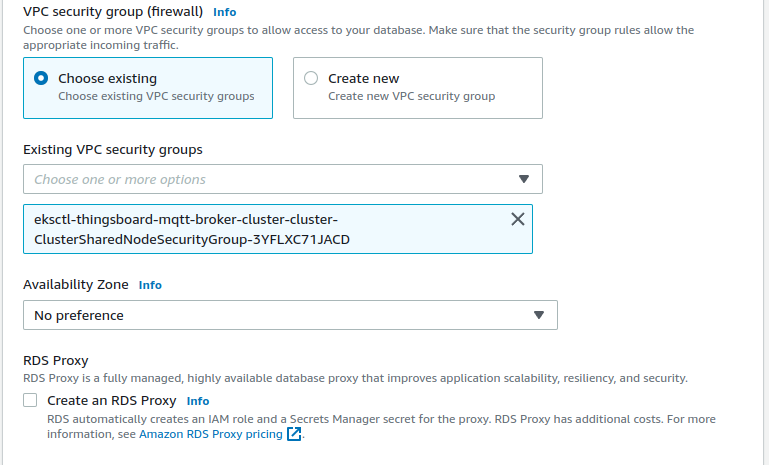 VPC security group (firewall) Info
Choose one or more VPC security groups to allow access to your database. Make sure that the security group rules allow the
appropriate incoming traffic.
Choose existing
Choose existing VPC security groups
Create new
Create new VPC security group
Existing VPC security groups
Choose one or more options
eksctl-thingsboard-mqtt-broker-cluster-cluster-
ClusterSharedNodeSecurityGroup-3YFLXC71JACD
Availability Zone Info
No preference
RDS Proxy
RDS Proxy is a fully managed, highly available database proxy that improves application scalability, resiliency, and security.
Create an RDS Proxy Info
RDS automatically creates an IAM role and a Secrets Manager secret for the proxy. RDS Proxy has additional costs. For more
information, see Amazon RDS Proxy pricing.